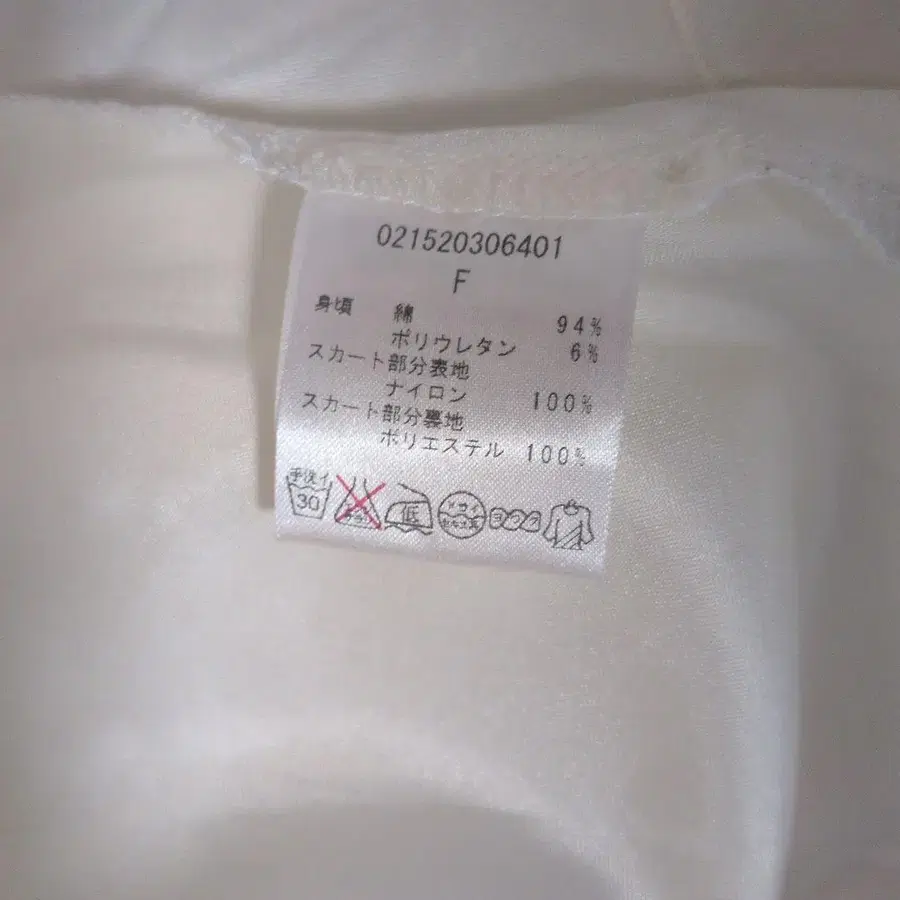 021520306401
F
身頃 綿 94%
ポリウレタン 6%
スカート部分表地
ナイロン 100%
スカート部分裏地
ポリエステル 100%
手洗イ
30
低